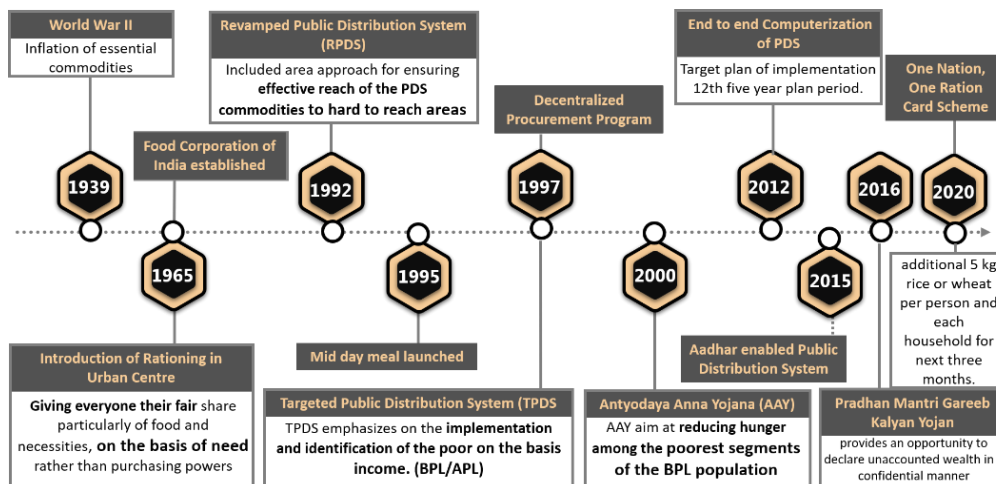 World War II
Inflation of essential
commodities
1939
Food Corporation of
India established
1965
Introduction of Rationing in
Urban Centre
Giving everyone their fair share
particularly of food and
necessities, on the basis of need
rather than purchasing powers
Revamped Public Distribution System
(RPDS)
Included area approach for ensuring
effective reach of the PDS
commodities to hard to reach areas
1992
1995
Mid day meal launched
Decentralized
Procurement Program
1997
Targeted Public Distribution System (TPDS
TPDS emphasizes on the implementation
and identification of the poor on the basis
income. (BPL/APL)
2000
Antyodaya Anna Yojana (AAY)
AAY aim at reducing hunger
among the poorest segments
of the BPL population
End to end Computerization
of PDS
Target plan of implementation
12th five year plan period.
2012
2015
Aadhar enabled Public
Distribution System
2016
Pradhan Mantri Gareeb
Kalyan Yojan
provides an opportunity to
declare unaccounted wealth in
confidential manner
One Nation,
One Ration
Card Scheme
2020
additional 5 kg
rice or wheat
per person and
each
household for
next three
months.